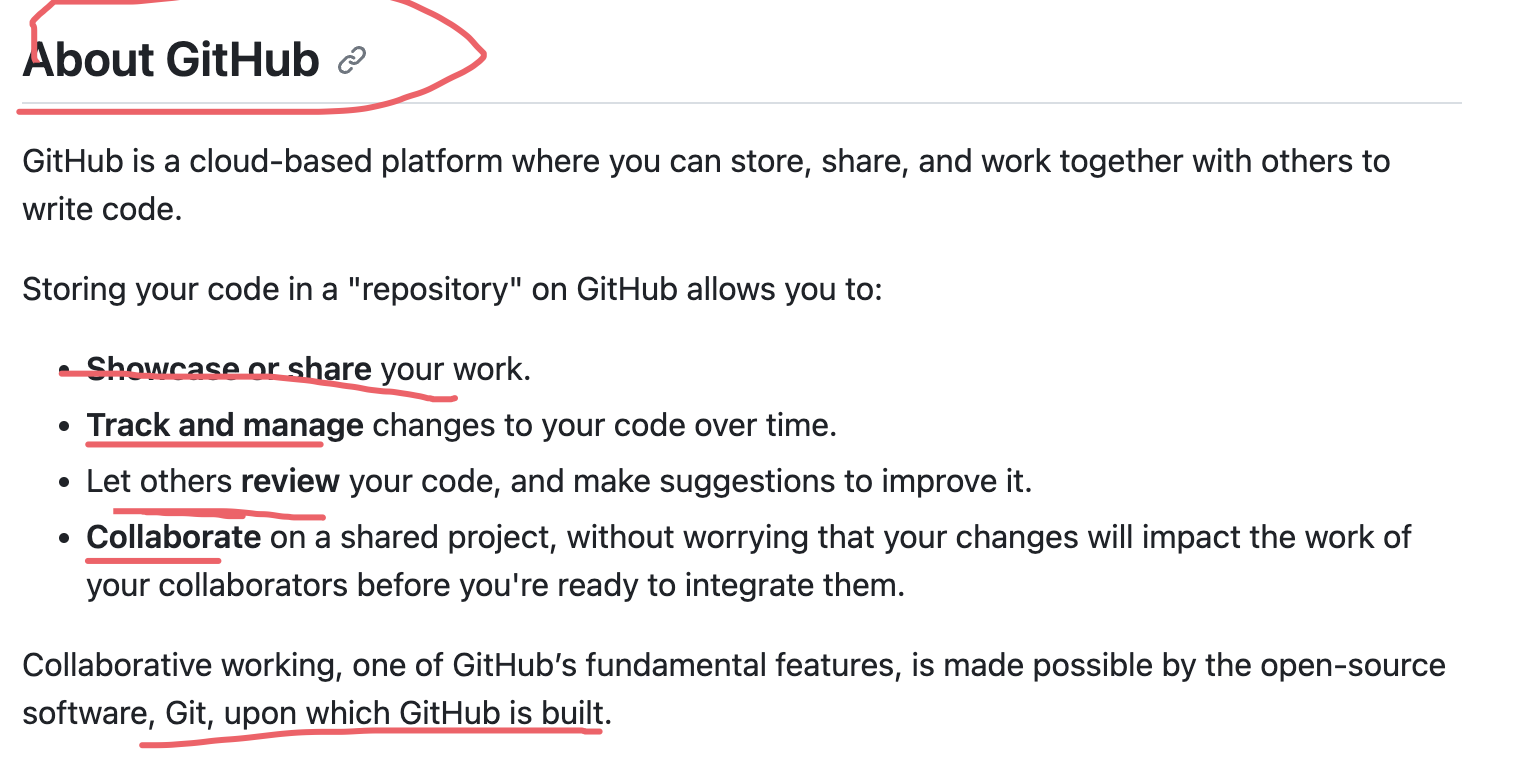 About GitHub
GitHub is a cloud-based platform where you can store, share, and work together with others to
write code.
Storing your code in a "repository" on GitHub allows you to:
• Showcase or share your work.
• Track and manage changes to your code over time.
• Let others review your code, and make suggestions to improve it.
• Collaborate on a shared project, without worrying that your changes will impact the work of
your collaborators before you're ready to integrate them.
Collaborative working, one of GitHub’s fundamental features, is made possible by the open-source
software, Git, upon which GitHub is built.